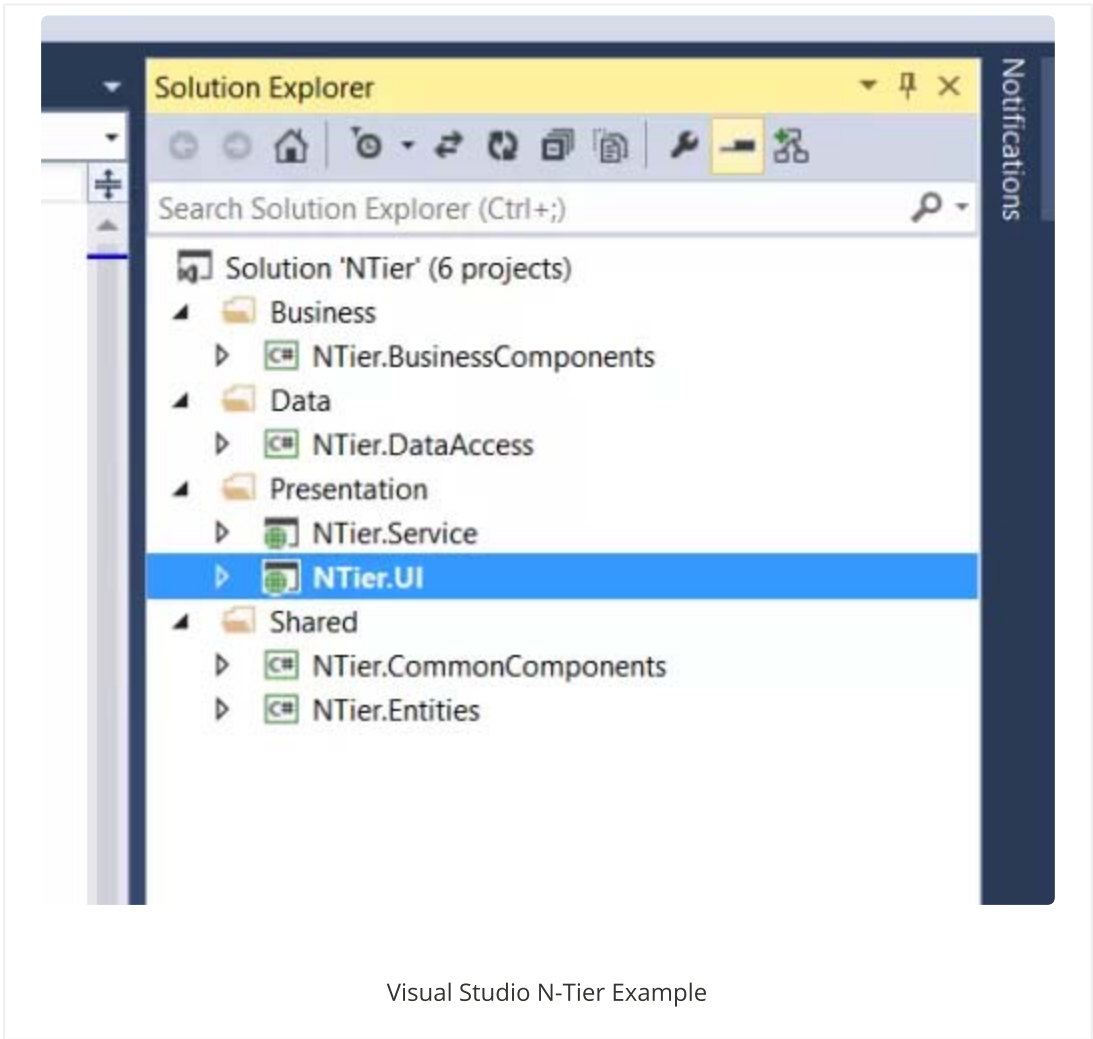 Solution Explorer
Notifications
Search Solution Explorer (Ctrl+;)
Solution 'NTier' (6 projects)
Business
C# NTier.BusinessComponents
Data
C# NTier.DataAccess
Presentation
NTier.Service
NTier.UI
Shared
C# NTier.CommonComponents
C# NTier.Entities
Visual Studio N-Tier Example